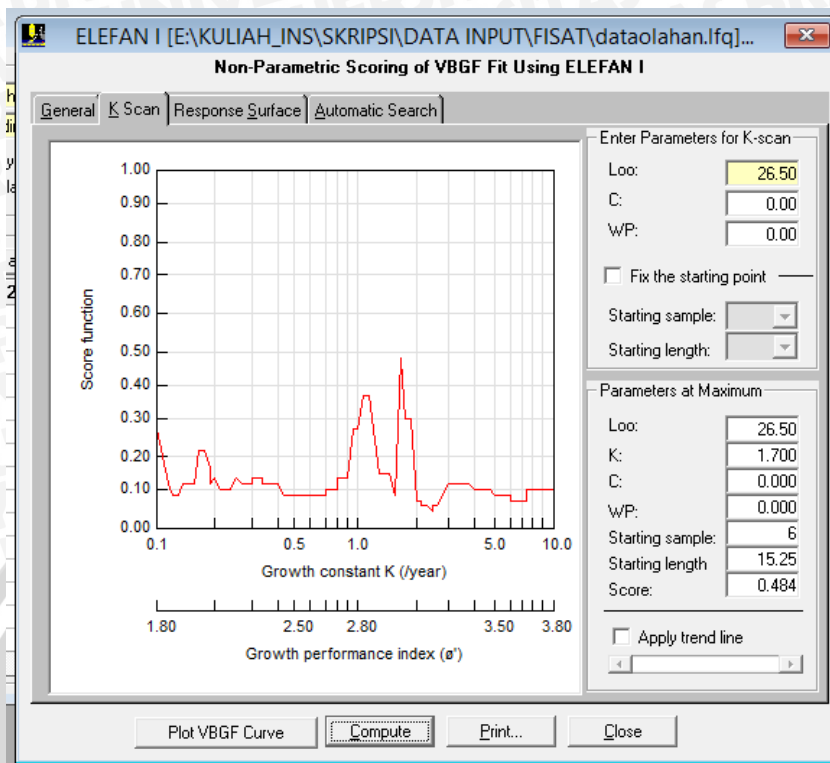 ELEFAN I [E:\KULIAH_INS\SKRIPSI\DATA INPUT\FISAT\dataolahan.lfq]...
Non-Parametric Scoring of VBGF Fit Using ELEFAN I
General K Scan Response Surface Automatic Search
Score function
1.00
0.90
0.80
0.70
0.60
0.50
0.40
0.30
0.20
0.10
0.00
0.1 0.5 1.0 5.0 10.0
Growth constant K (/year)
1.80 2.50 2.80 3.50 3.80
Growth performance index (ø')
Enter Parameters for K-scan
Loo: 26.50
C: 0.00
WP: 0.00
Fix the starting point
Starting sample:
Starting length:
Parameters at Maximum
Loo: 26.50
K: 1.700
C: 0.000
WP: 0.000
Starting sample: 6
Starting length 15.25
Score: 0.484
Apply trend line
Plot VBGF Curve Compute Print... Close